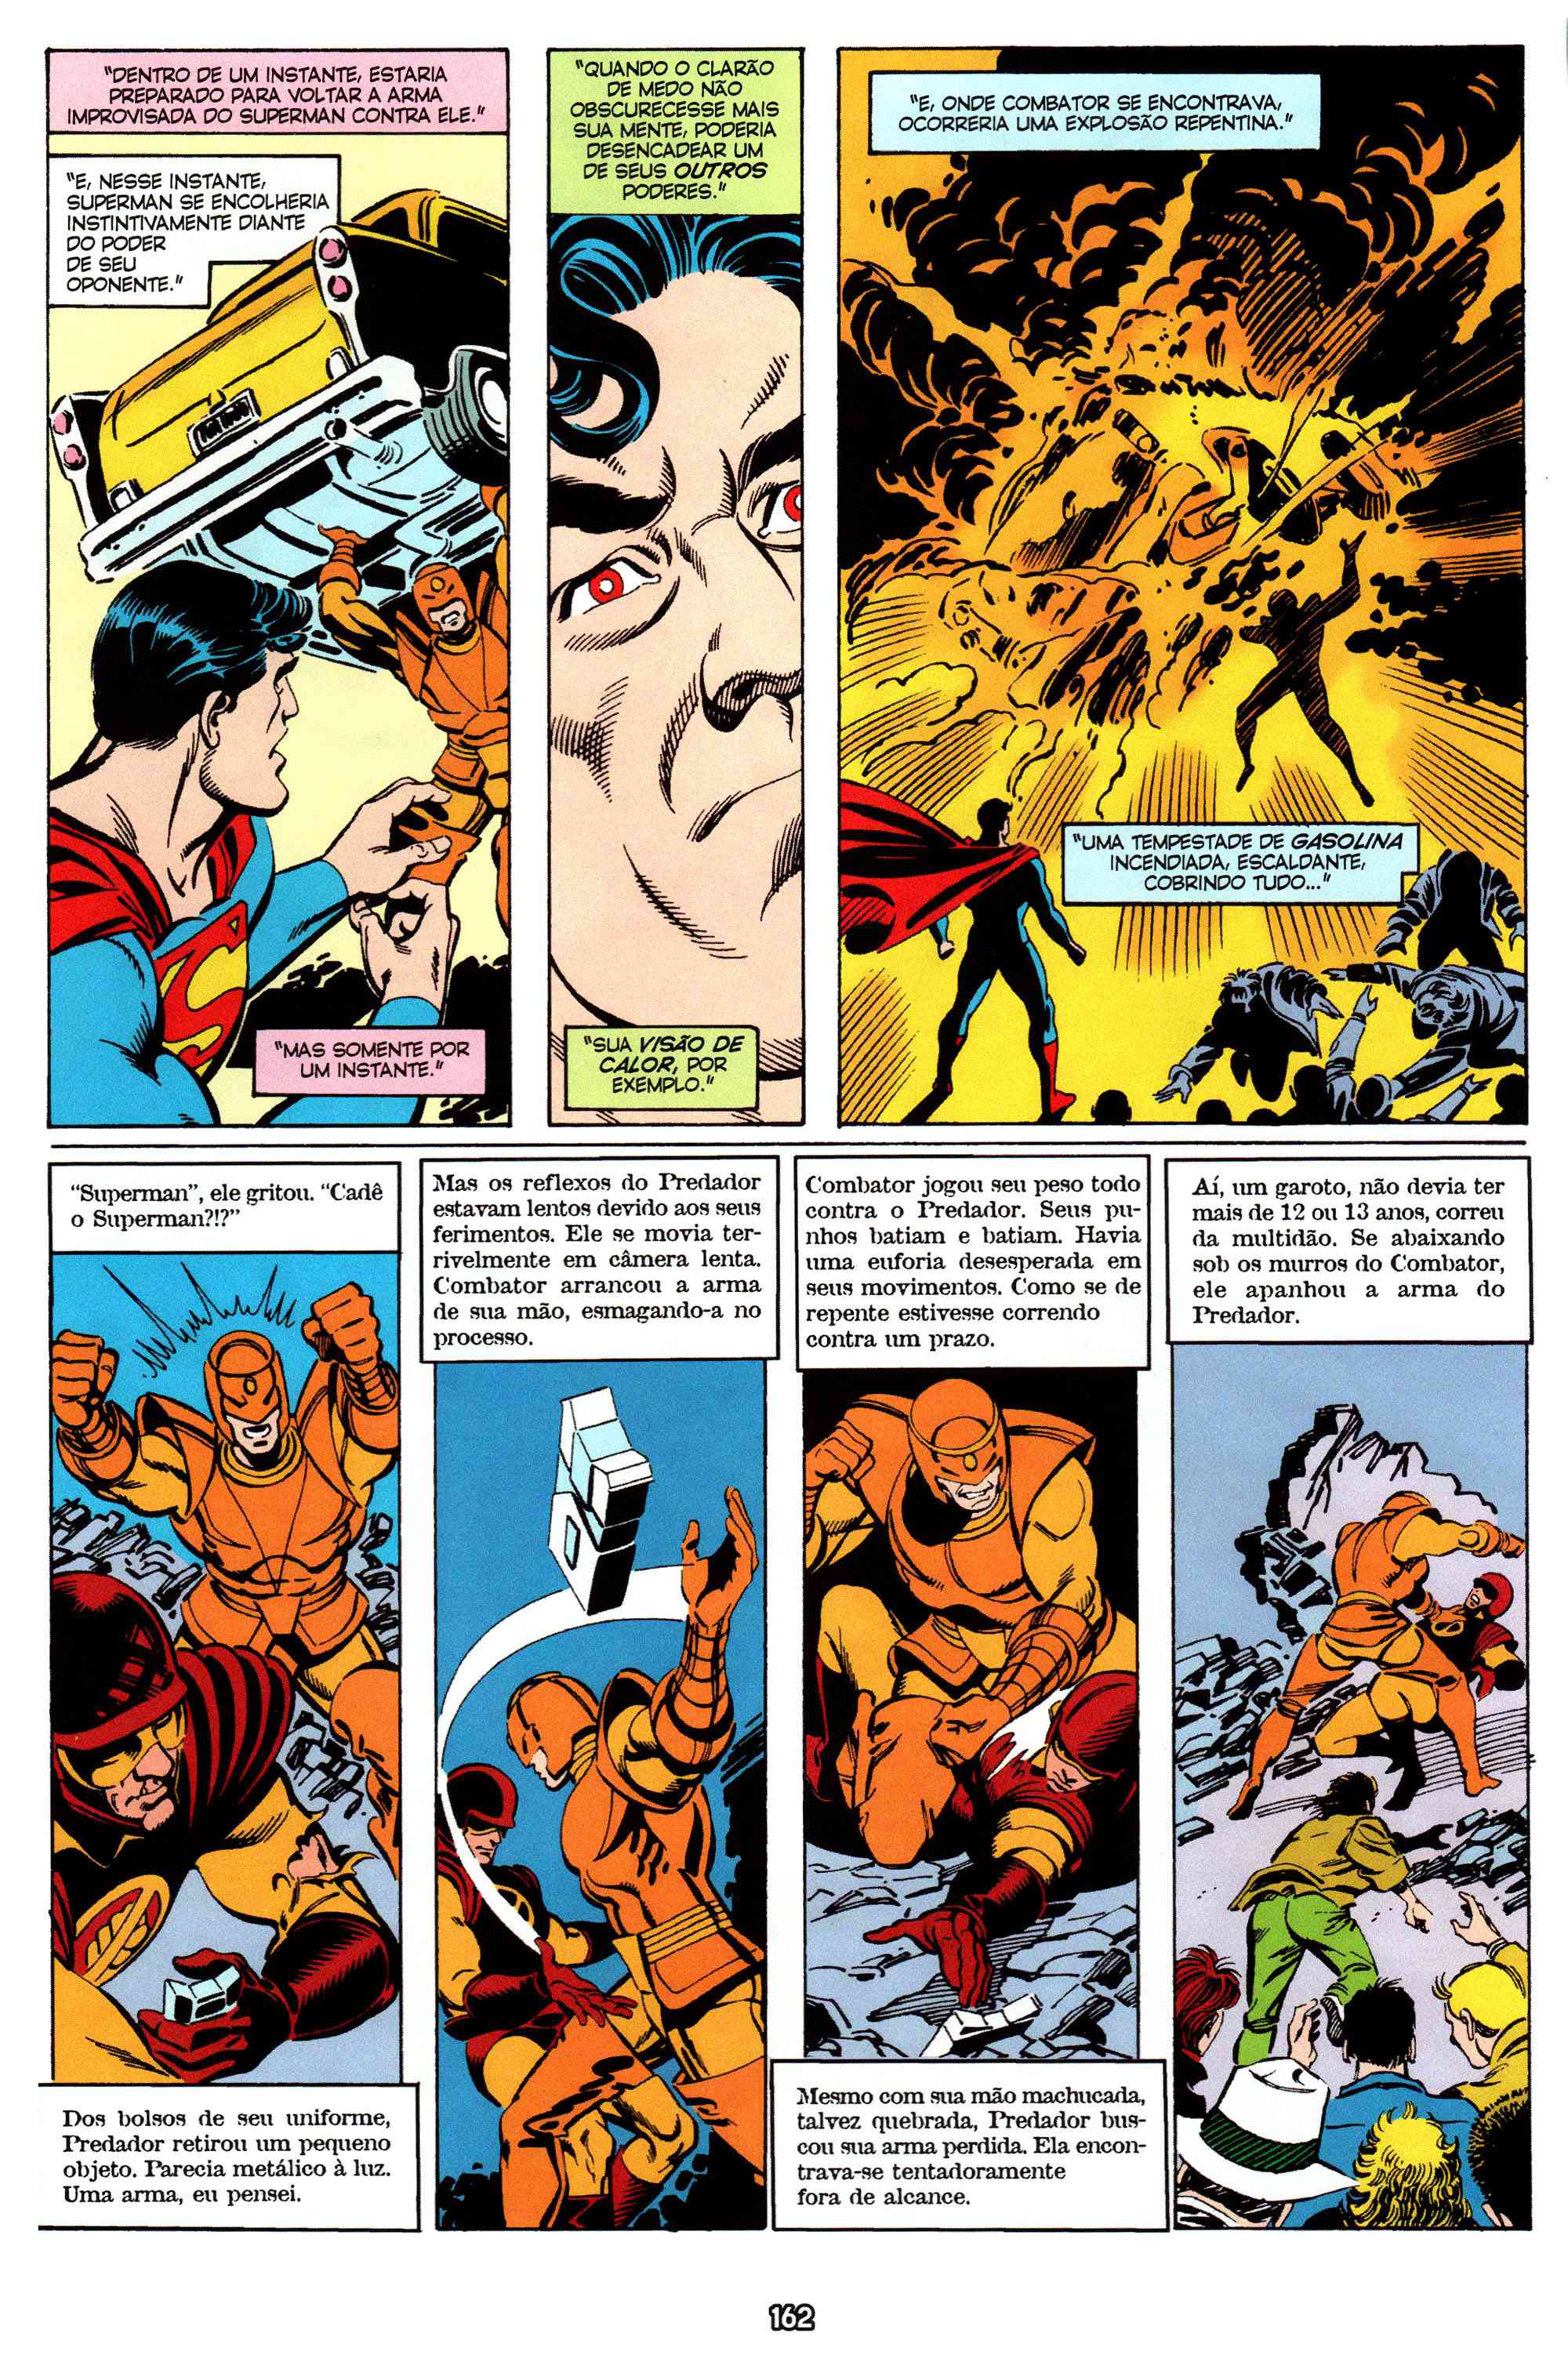 "DENTRO DE UM INSTANTE, ESTARIA
PREPARADO PARA VOLTAR A ARMA
IMPROVISADA DO SUPERMAN CONTRA ELE."
"E, NESSE INSTANTE,
SUPERMAN SE ENCOLHERIA
INSTINTIVAMENTE DIANTE
DO PODER
DE SEU
OPONENTE."
"MAS SOMENTE POR
UM INSTANTE."
"QUANDO O CLARÃO
DE MEDO NÃO
OBSCURECESSE MAIS
SUA MENTE, PODERIA
DESENCADEAR UM
DE SEUS OUTROS
PODERES."
"SUA VISÃO DE
CALOR, POR
EXEMPLO."
"E, ONDE COMBATOR SE ENCONTRAVA,
OCORRERIA UMA EXPLOSÃO REPENTINA."
"UMA TEMPESTADE DE GASOLINA
INCENDIADA, ESCALDANTE,
COBRINDO TUDO..."
"Superman", ele gritou. "Cadê
o Superman?!?"
Dos bolsos de seu uniforme,
Predador retirou um pequeno
objeto. Parecia metálico à luz.
Uma arma, eu pensei.
Mas os reflexos do Predador
estavam lentos devido aos seus
ferimentos. Ele se movia ter-
rivelmente em câmera lenta.
Combator arrancou a arma
de sua mão, esmagando-a no
processo.
Combator jogou seu peso todo
contra o Predador. Seus pu-
nhos batiam e batiam. Havia
uma euforia desesperada em
seus movimentos. Como se de
repente estivesse correndo
contra um prazo.
Mesmo com sua mão machucada,
talvez quebrada, Predador bus-
cou sua arma perdida. Ela encon-
trava-se tentadoramente
fora de alcance.
Aí, um garoto, não devia ter
mais de 12 ou 13 anos, correu
da multidão. Se abaixando
sob os murros do Combator,
ele apanhou a arma do
Predador.
162